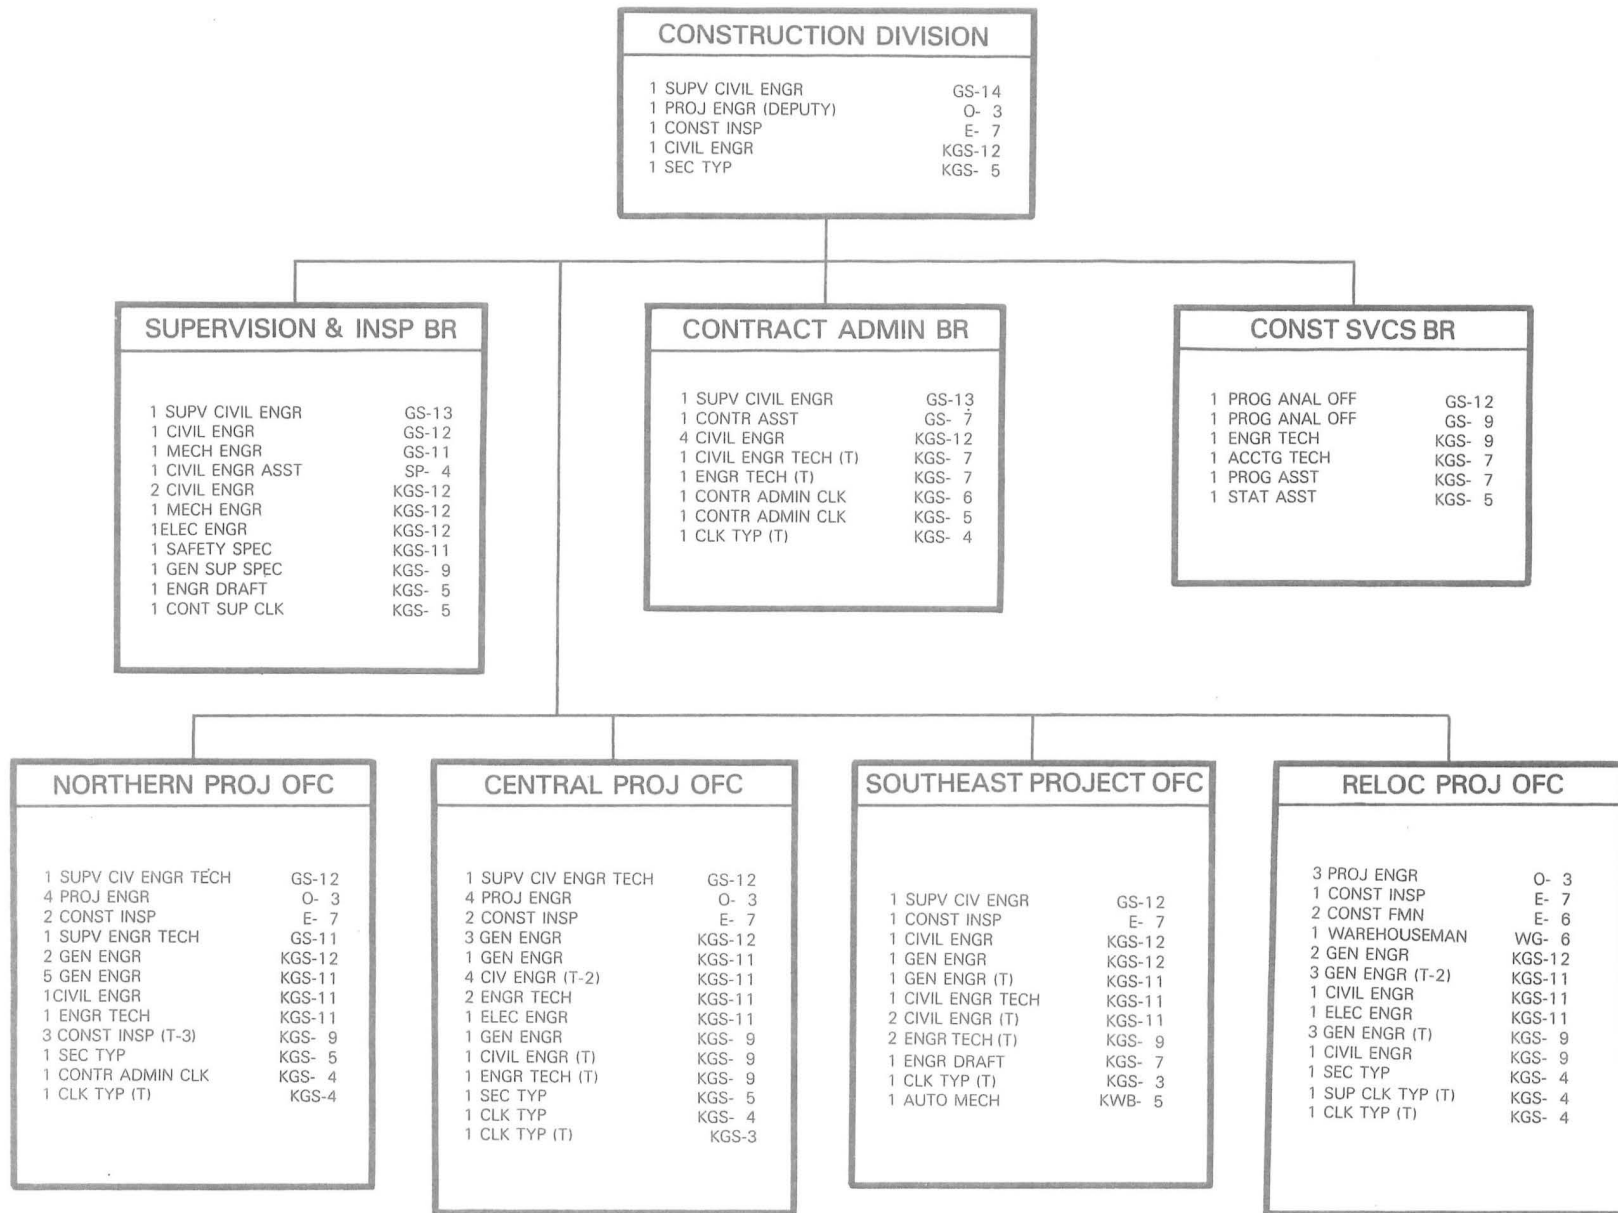 CONSTRUCTION DIVISION
1 SUPV CIVIL ENGR GS-14
1 PROJ ENGR (DEPUTY) O- 3
1 CONST INSP E- 7
1 CIVIL ENGR KGS-12
1 SEC TYP KGS- 5
SUPERVISION & INSP BR
1 SUPV CIVIL ENGR GS-13
1 CIVIL ENGR GS-12
1 MECH ENGR GS-11
1 CIVIL ENGR ASST SP- 4
2 CIVIL ENGR KGS-12
1 MECH ENGR KGS-12
1ELEC ENGR KGS-12
1 SAFETY SPEC KGS-11
1 GEN SUP SPEC KGS- 9
1 ENGR DRAFT KGS- 5
1 CONT SUP CLK KGS- 5
CONTRACT ADMIN BR
1 SUPV CIVIL ENGR GS-13
1 CONTR ASST GS- 7
4 CIVIL ENGR KGS-12
1 CIVIL ENGR TECH (T) KGS- 7
1 ENGR TECH (T) KGS- 7
1 CONTR ADMIN CLK KGS- 6
1 CONTR ADMIN CLK KGS- 5
1 CLK TYP (T) KGS- 4
CONST SVCS BR
1 PROG ANAL OFF GS-12
1 PROG ANAL OFF GS- 9
1 ENGR TECH KGS- 9
1 ACCTG TECH KGS- 7
1 PROG ASST KGS- 7
1 STAT ASST KGS- 5
NORTHERN PROJ OFC
1 SUPV CIV ENGR TECH GS-12
4 PROJ ENGR O- 3
2 CONST INSP E- 7
1 SUPV ENGR TECH GS-11
2 GEN ENGR KGS-12
5 GEN ENGR KGS-11
1CIVIL ENGR KGS-11
1 ENGR TECH KGS-11
3 CONST INSP (T-3) KGS- 9
1 SEC TYP KGS- 5
1 CONTR ADMIN CLK KGS- 4
1 CLK TYP (T) KGS-4
CENTRAL PROJ OFC
1 SUPV CIV ENGR TECH GS-12
4 PROJ ENGR O- 3
2 CONST INSP E- 7
3 GEN ENGR KGS-12
1 GEN ENGR KGS-11
4 CIV ENGR (T-2) KGS-11
2 ENGR TECH KGS-11
1 ELEC ENGR KGS-11
1 GEN ENGR KGS- 9
1 CIVIL ENGR (T) KGS- 9
1 ENGR TECH (T) KGS- 9
1 SEC TYP KGS- 5
1 CLK TYP KGS- 4
1 CLK TYP (T) KGS-3
SOUTHEAST PROJECT OFC
1 SUPV CIV ENGR GS-12
1 CONST INSP E- 7
1 CIVIL ENGR KGS-12
1 GEN ENGR KGS-12
1 GEN ENGR (T) KGS-11
1 CIVIL ENGR TECH KGS-11
2 CIVIL ENGR (T) KGS-11
2 ENGR TECH (T) KGS- 9
1 ENGR DRAFT KGS- 7
1 CLK TYP (T) KGS- 3
1 AUTO MECH KWB- 5
RELOC PROJ OFC
3 PROJ ENGR O- 3
1 CONST INSP E- 7
2 CONST FMN E- 6
1 WAREHOUSEMAN WG- 6
2 GEN ENGR KGS-12
3 GEN ENGR (T-2) KGS-11
1 CIVIL ENGR KGS-11
1 ELEC ENGR KGS-11
3 GEN ENGR (T) KGS- 9
1 CIVIL ENGR KGS- 9
1 SEC TYP KGS- 4
1 SUP CLK TYP (T) KGS- 4
1 CLK TYP (T) KGS- 4